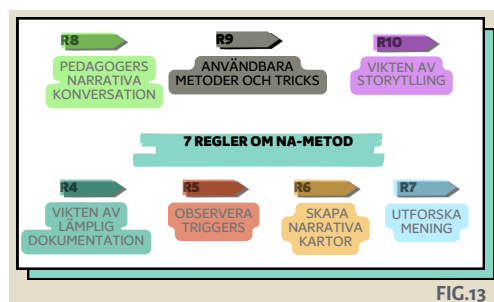 R8
PEDAGOGERS
NARRATIVA
KONVERSATION
R9
ANVÄNDBARA
METODER OCH TRICKS
R10
VIKTEN AV
STORYTLLING
7 REGLER OM NA-METOD
R4
VIKTEN AV
LÄMPLIG
DOKUMENTATION
R5
OBSERVERA
TRIGGERS
R6
SKAPA
NARRATIVA
KARTOR
R7
UTFORSKA
MENING
FIG.13